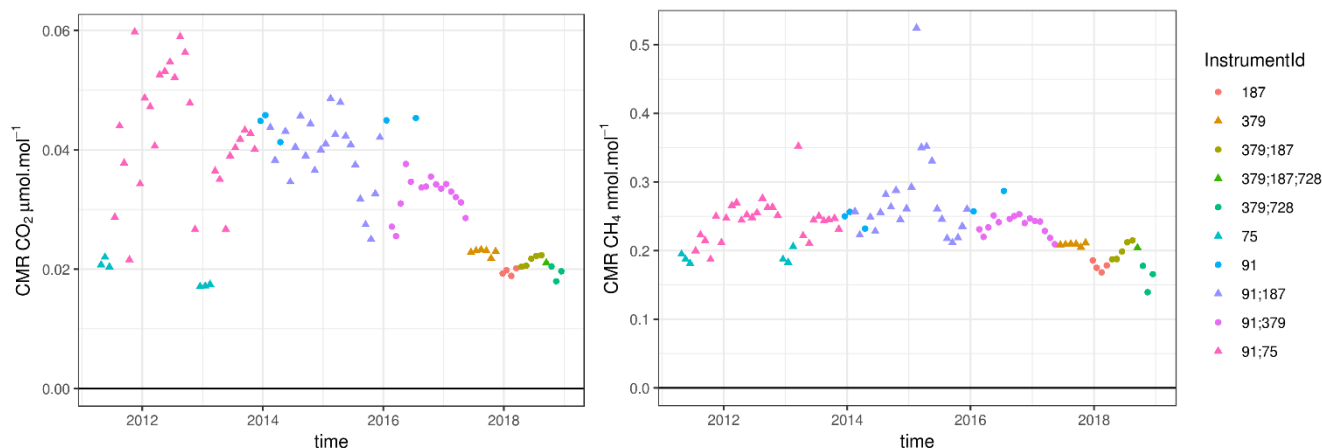 CMR CO₂ μmol.mol⁻¹
0.06
0.04
0.02
0.00
2012 2014 2016 2018
time
CMR CH₄ nmol.mol⁻¹
0.5
0.4
0.3
0.2
0.1
0.0
2012 2014 2016 2018
time
InstrumentId
187
379
379;187
379;187;728
379;728
75
91
91;187
91;379
91;75